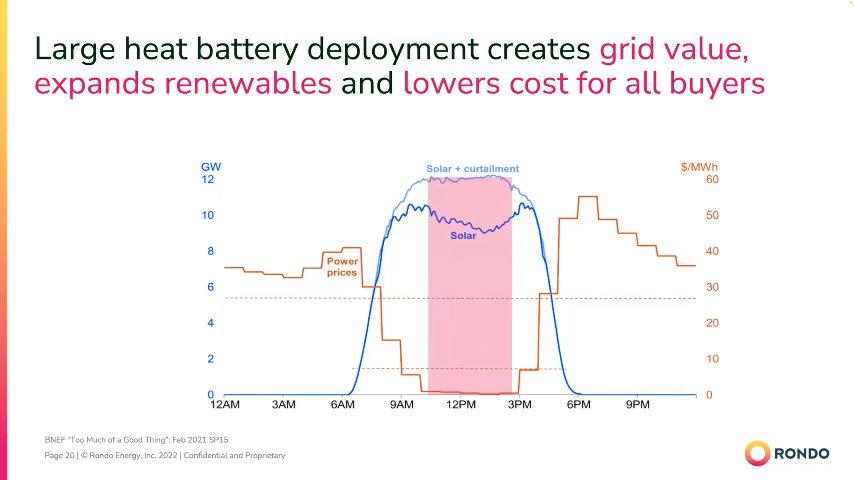 Large heat battery deployment creates grid value,
expands renewables and lowers cost for all buyers
GW
$/MWh
Solar + curtailment
12
60
10
50
Solar
8
40
Power
prices
6
30
4
20
2
10
0
0
12AM 3AM 6AM 9AM 12PM 3PM 6PM 9PM
BNEF "Too Much of a Good Thing": Feb 2021 SP15
Page 20 | © Rondo Energy, Inc. 2022 | Confidential and Proprietary
RONDO